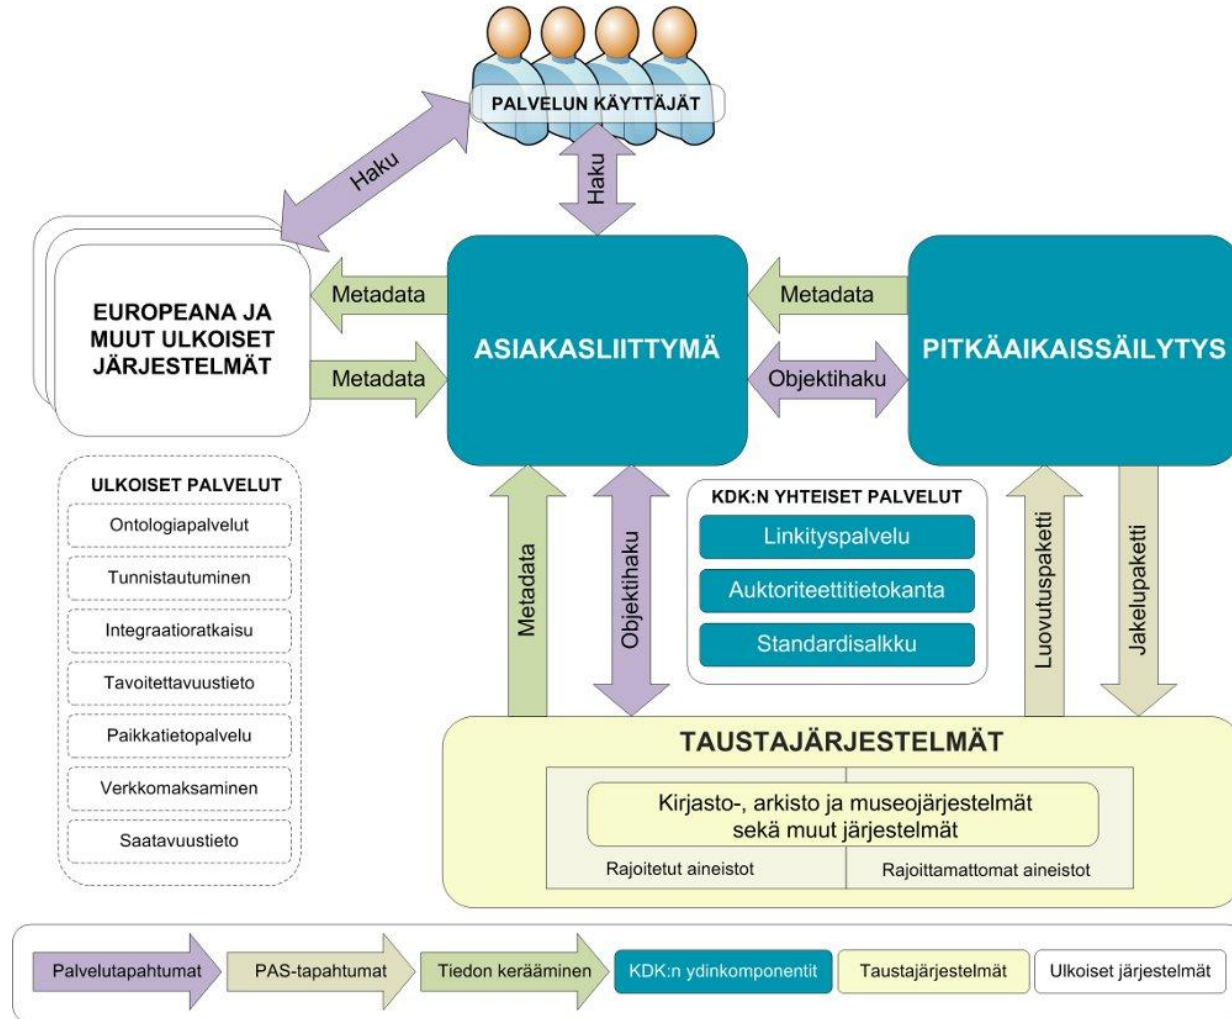 PALVELUN KÄYTTÄJÄT
Haku
Haku
EUROPEANA JA
MUUT ULKOISET
JÄRJESTELMÄT
Metadata
Metadata
ASIAKASLIITTYMÄ
Metadata
Objektihaku
PITKÄAIKAISSÄILYTYS
ULKOISET PALVELUT
Ontologiapalvelut
Tunnistautuminen
Integraatioratkaisu
Tavoitettavuustieto
Paikkatietopalvelu
Verkkomaksaminen
Saatavuustieto
Metadata
Objektihaku
KDK:N YHTEISET PALVELUT
Linkityspalvelu
Auktoriteettitietokanta
Standardisalkku
Luovutuspaketti
Jakelupaketti
TAUSTAJÄRJESTELMÄT
Kirjasto-, arkisto ja museojärjestelmät
sekä muut järjestelmät
Rajoitetut aineistot
Rajoittamattomat aineistot
Palvelutapahtumat
PAS-tapahtumat
Tiedon kerääminen
KDK:n ydinkomponentit
Taustajärjestelmät
Ulkoiset järjestelmät